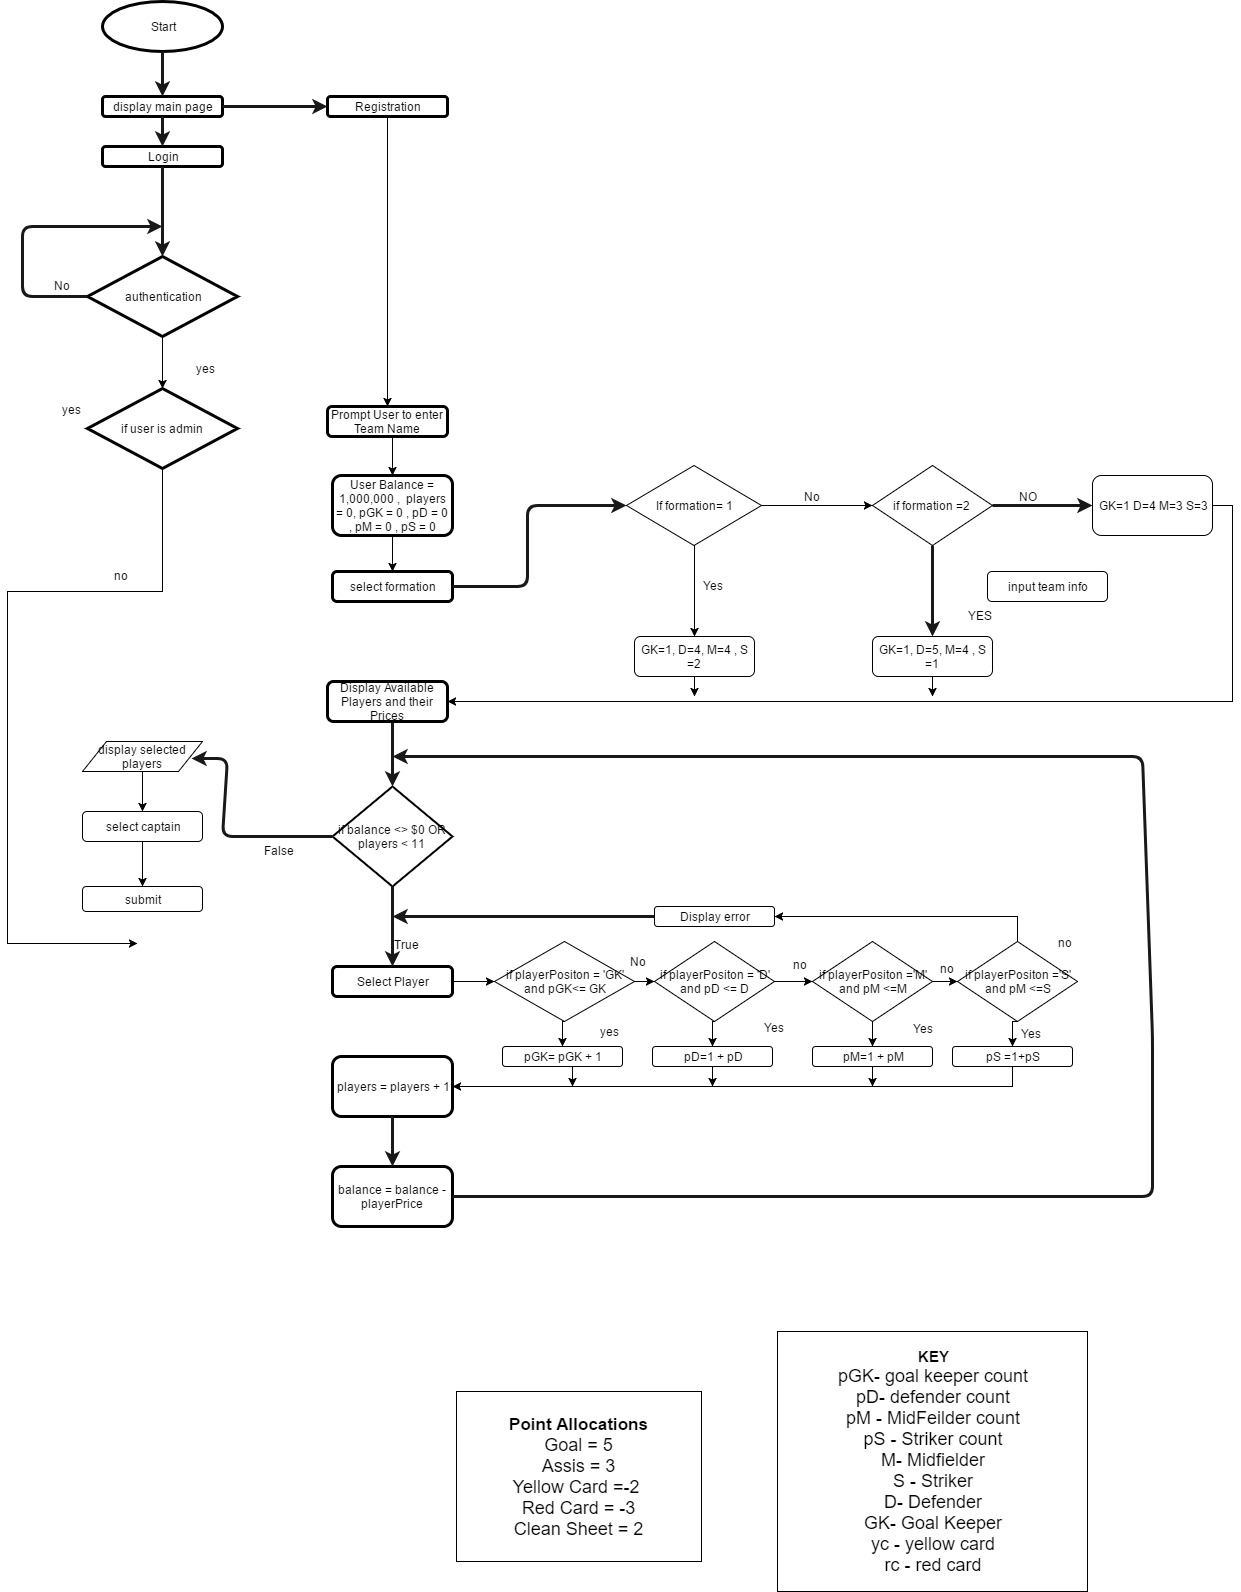 Start
display main page
Registration
Login
No
authentication
yes
yes
if user is admin
no
Prompt User to enter
Team Name
User Balance =
1,000,000 , players
= 0, pGK = 0 , pD = 0
, pM = 0 , pS = 0
select formation
If formation= 1
No
if formation =2
NO
GK=1 D=4 M=3 S=3
Yes
input team info
YES
GK=1, D=4, M=4 , S
=2
GK=1, D=5, M=4 , S
=1
Display Available
Players and their
Prices
display selected
players
select captain
submit
False
if balance <> $0 OR
players < 11
True
Display error
no
Select Player
if playerPositon = 'GK'
and pGK<= GK
No
if playerPositon = 'D'
and pD <= D
no
if playerPositon ='M'
and pM <=M
no
if playerPositon ='S'
and pM <=S
yes
Yes
Yes
Yes
pGK= pGK + 1
pD=1 + pD
pM=1 + pM
pS =1+pS
players = players + 1
balance = balance -
playerPrice
Point Allocations
Goal = 5
Assis = 3
Yellow Card =-2
Red Card = -3
Clean Sheet = 2
KEY
pGK- goal keeper count
pD- defender count
pM - MidFeilder count
pS - Striker count
M- Midfielder
S - Striker
D- Defender
GK- Goal Keeper
yc - yellow card
rc - red card